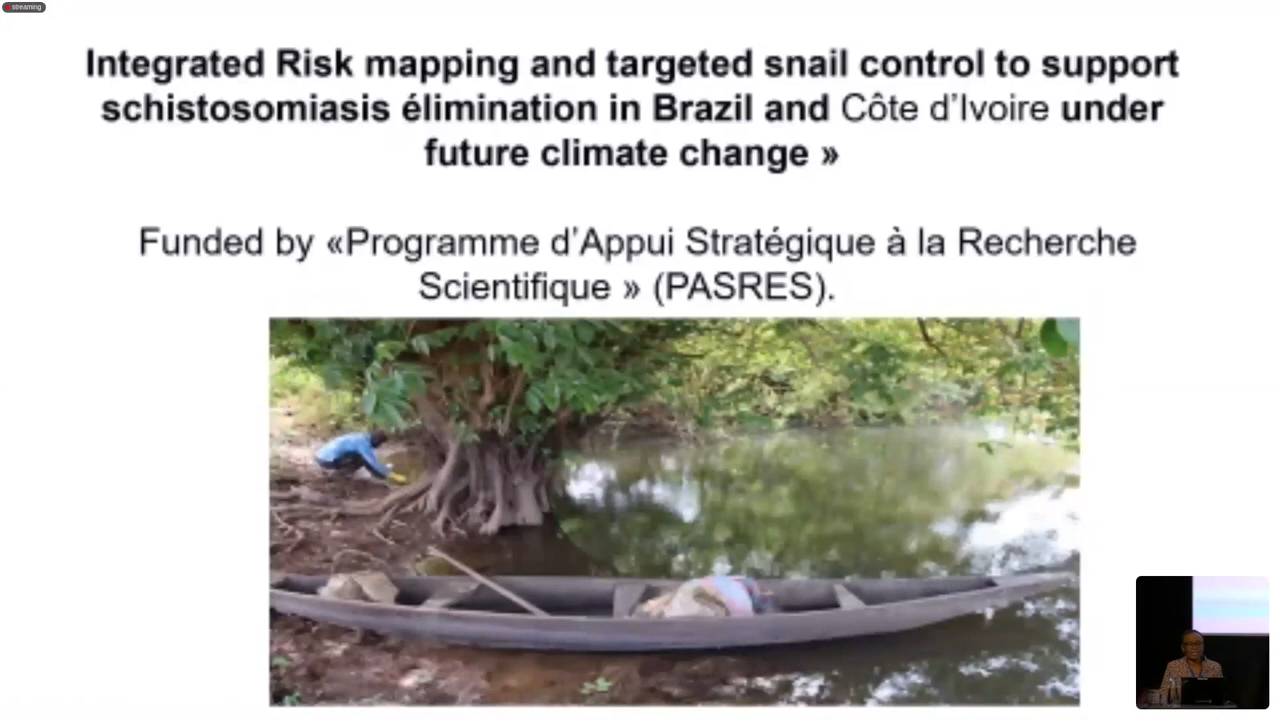 streaming
Integrated Risk mapping and targeted snail control to support
schistosomiasis élimination in Brazil and Côte d'Ivoire under
future climate change »
Funded by «Programme d'Appui Stratégique à la Recherche
Scientifique » (PASRES).